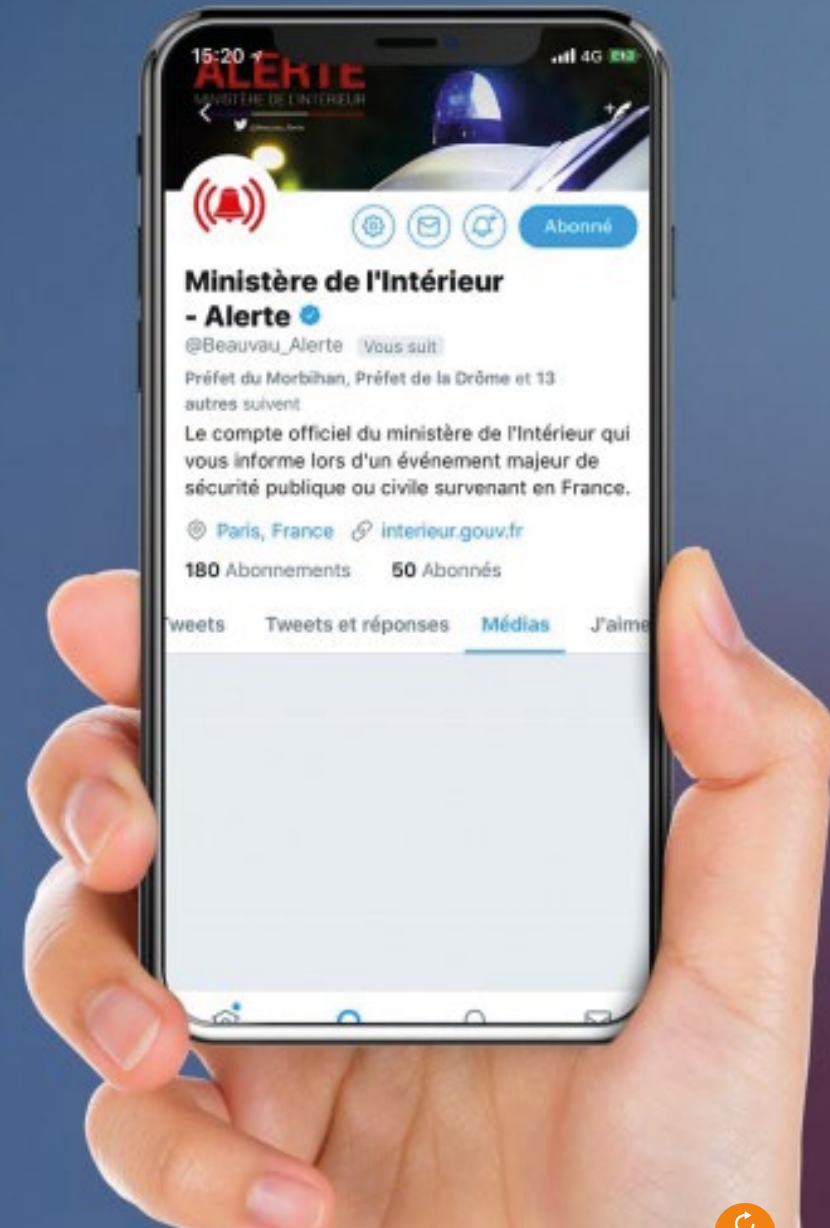 15:20
4G
ALERTE
MINISTÈRE DE L'INTÉRIEUR
@Beauvau_Alerte
Abonné
Ministère de l'Intérieur
- Alerte
@Beauvau_Alerte Vous suit
Préfet du Morbihan, Préfet de la Drôme et 13
autres suivent
Le compte officiel du ministère de l'Intérieur qui
vous informe lors d'un événement majeur de
sécurité publique ou civile survenant en France.
Paris, France interieur.gouv.fr
180 Abonnements 50 Abonnés
Tweets Tweets et réponses Médias J'aime